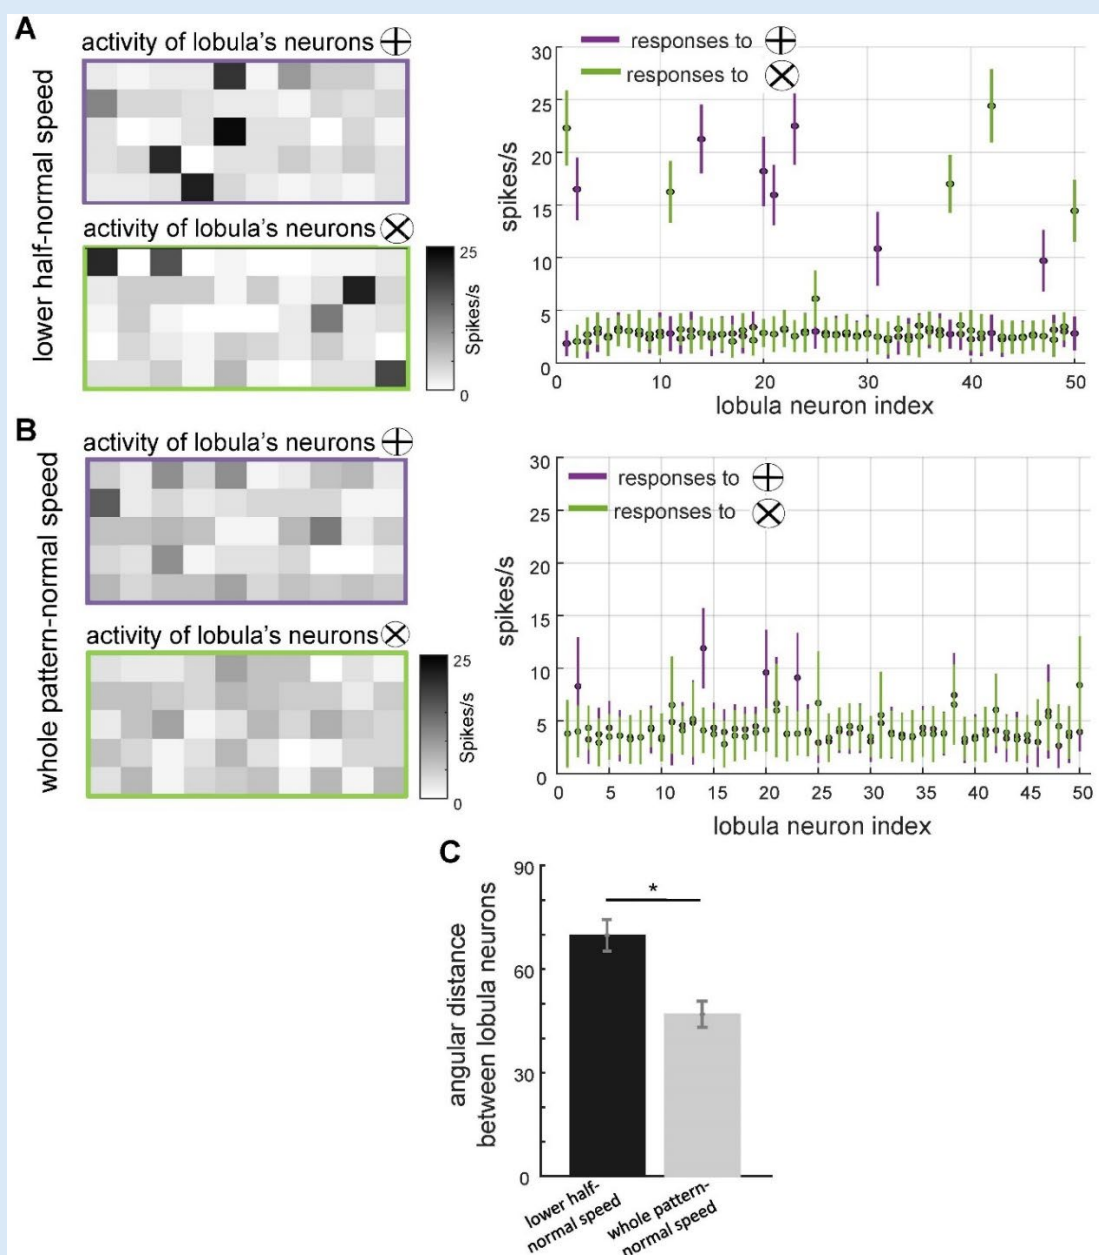 A
activity of lobula's neurons
lower half-normal speed
activity of lobula's neurons
25
Spikes/s
0
responses to
responses to
30
25
20
15
10
5
0
spikes/s
0 10 20 30 40 50
lobula neuron index
B
activity of lobula's neurons
whole pattern-normal speed
activity of lobula's neurons
25
Spikes/s
0
responses to
responses to
30
25
20
15
10
5
0
spikes/s
0 5 10 15 20 25 30 35 40 45 50
lobula neuron index
C
90
60
30
0
angular distance
between lobula neurons
*
lower half-
normal speed
whole pattern-
normal speed